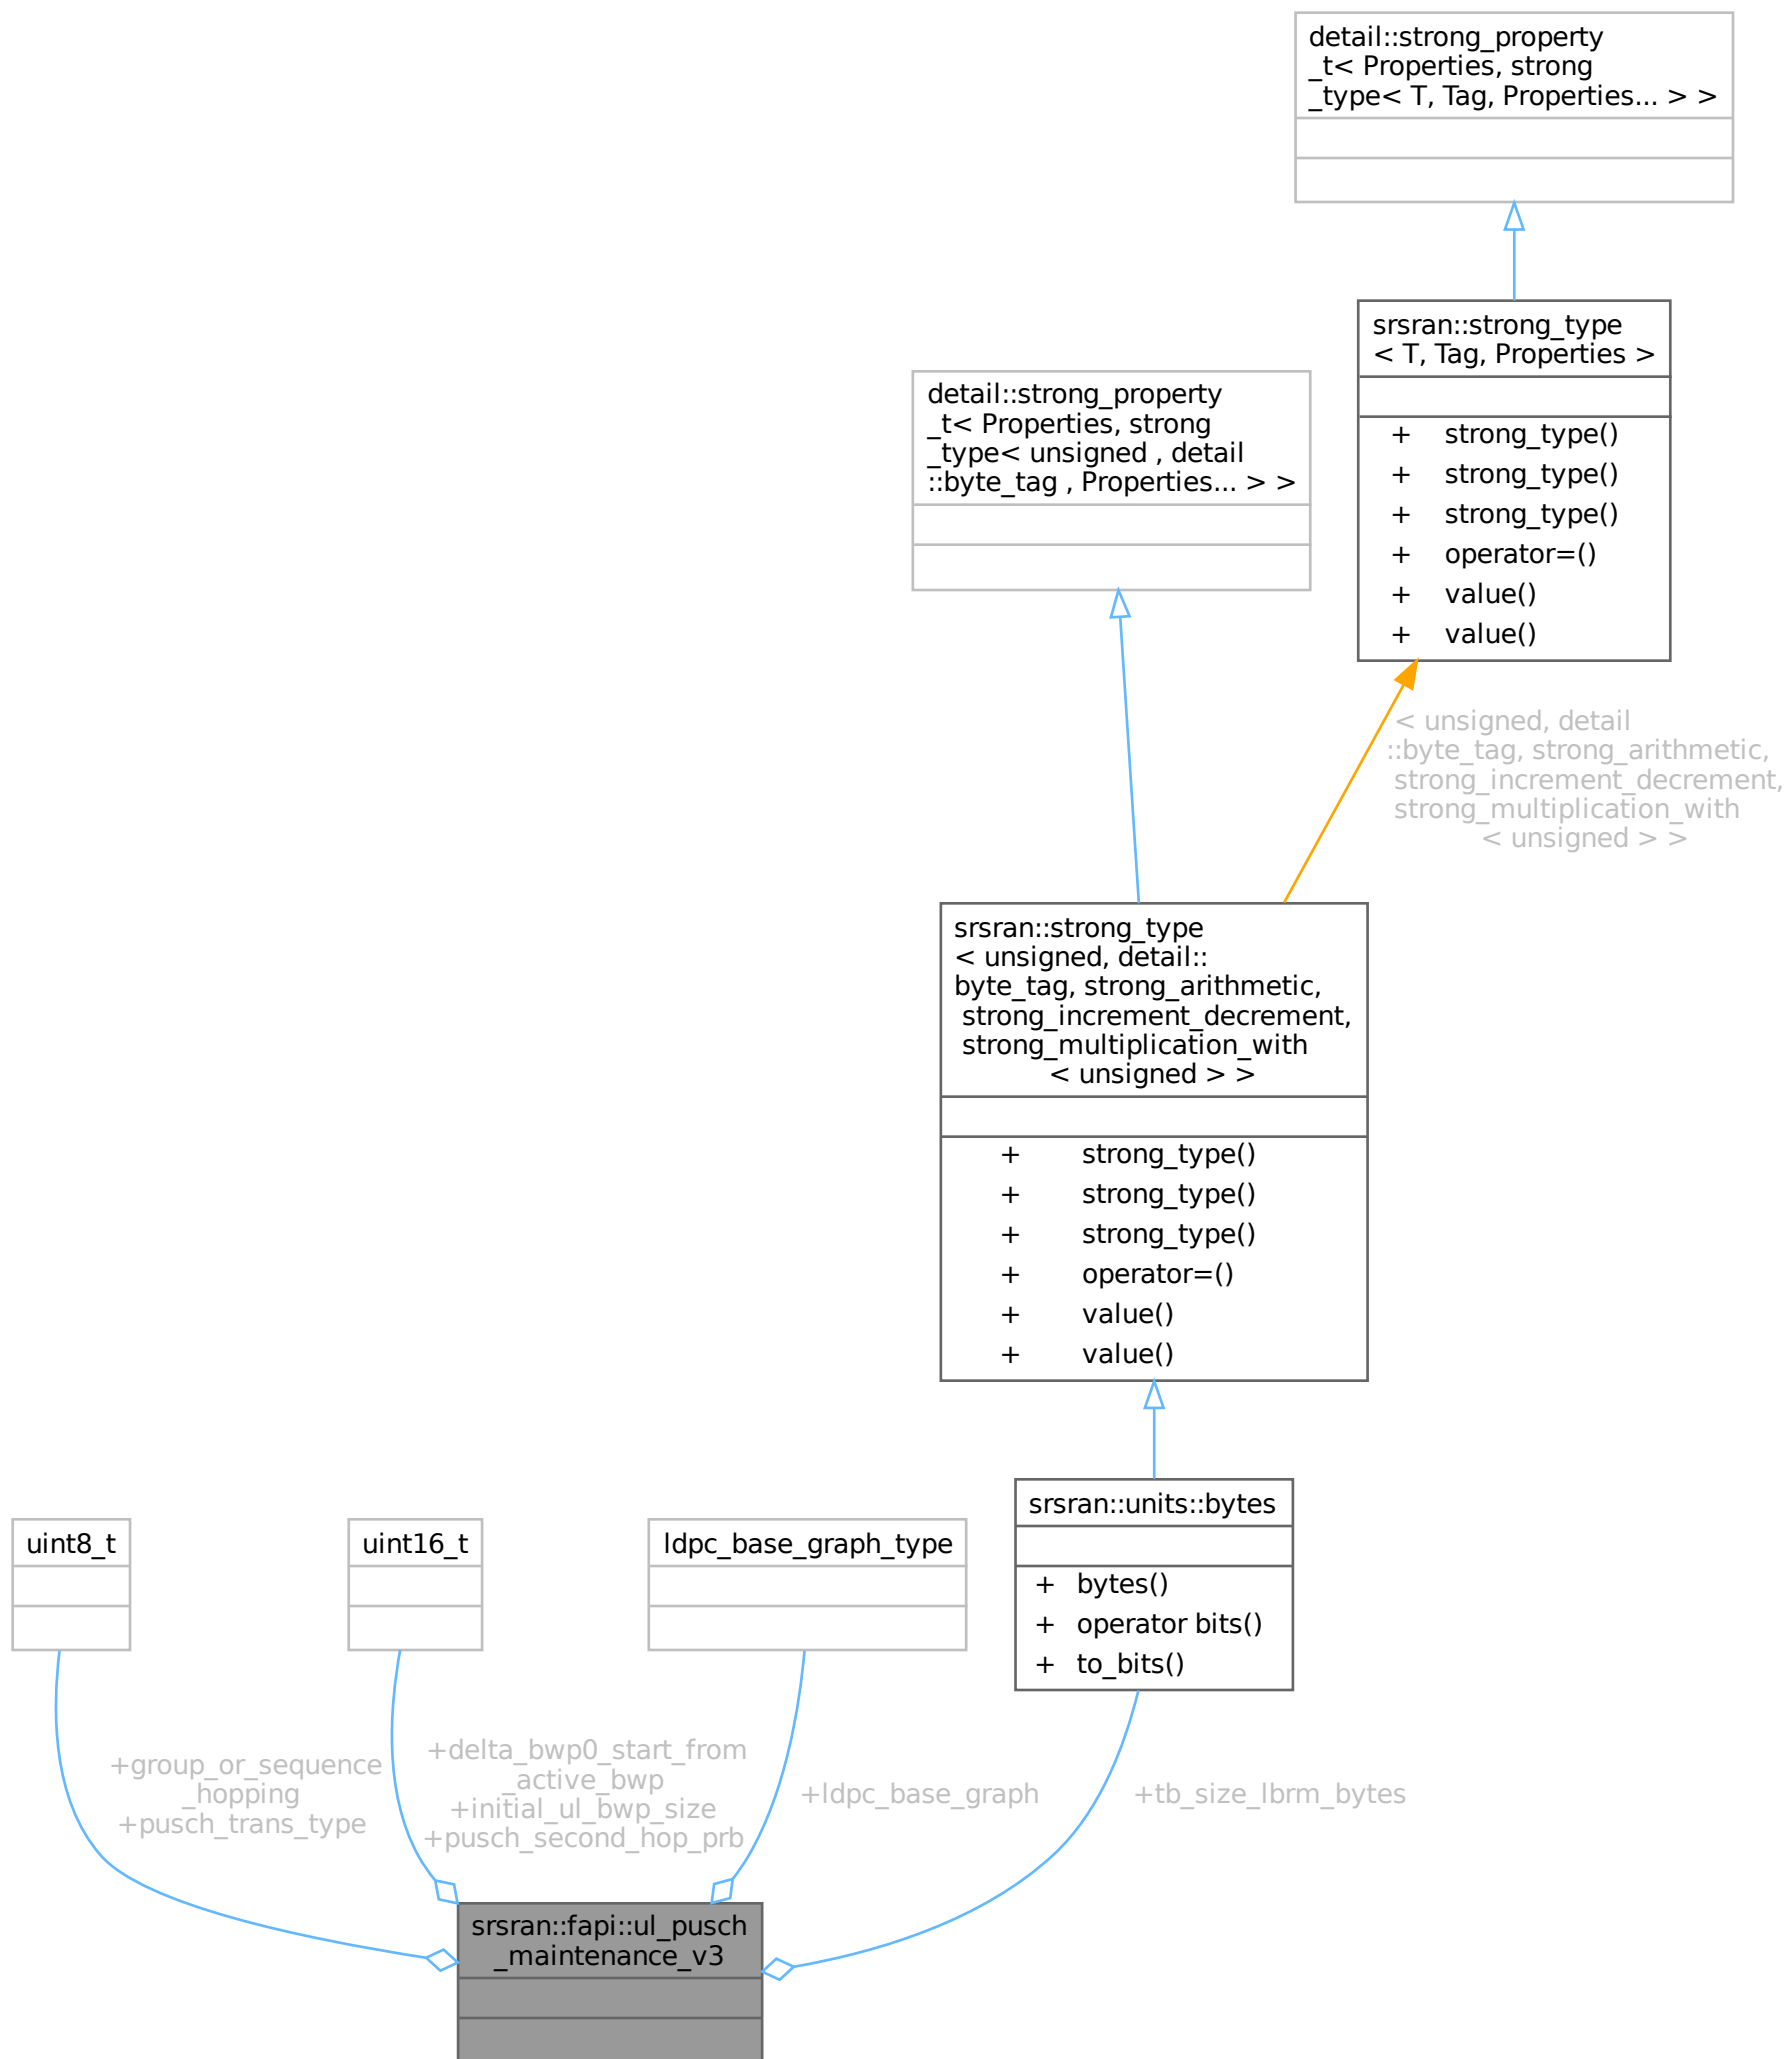 detail::strong_property
_t< Properties, strong
_type< T, Tag, Properties... > >
srsran::strong_type
< T, Tag, Properties >
+ strong_type()
+ strong_type()
+ strong_type()
+ operator=()
+ value()
+ value()
detail::strong_property
_t< Properties, strong
_type< unsigned , detail
::byte_tag , Properties... > >
< unsigned, detail
::byte_tag, strong_arithmetic,
strong_increment_decrement,
strong_multiplication_with
< unsigned > >
srsran::strong_type
< unsigned, detail::
byte_tag, strong_arithmetic,
strong_increment_decrement,
strong_multiplication_with
< unsigned > >
+ strong_type()
+ strong_type()
+ strong_type()
+ operator=()
+ value()
+ value()
uint8_t
uint16_t
ldpc_base_graph_type
srsran::units::bytes
+ bytes()
+ operator bits()
+ to_bits()
+group_or_sequence
_hopping
+pusch_trans_type
+delta_bwp0_start_from
_active_bwp
+initial_ul_bwp_size
+pusch_second_hop_prb
+ldpc_base_graph
+tb_size_lbrm_bytes
srsran::fapi::ul_pusch
_maintenance_v3